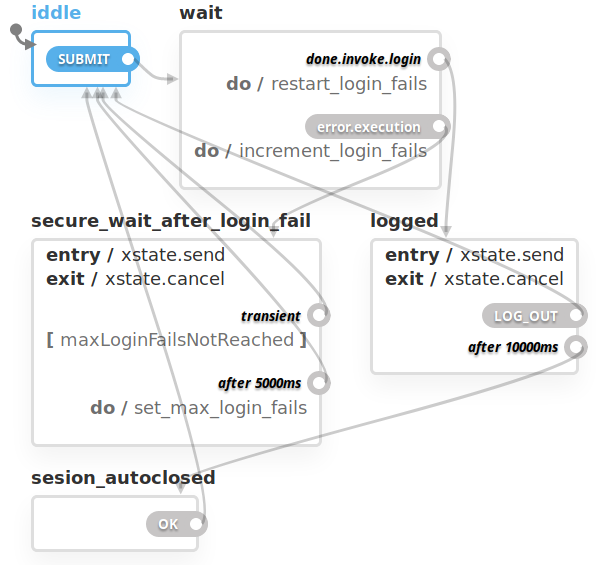 iddle
SUBMIT
wait
done.invoke.login
do / restart_login_fails
error.execution
do / increment_login_fails
secure_wait_after_login_fail
entry / xstate.send
exit / xstate.cancel
transient
[ maxLoginFailsNotReached ]
after 5000ms
do / set_max_login_fails
logged
entry / xstate.send
exit / xstate.cancel
LOG_OUT
after 10000ms
sesion_autoclosed
OK